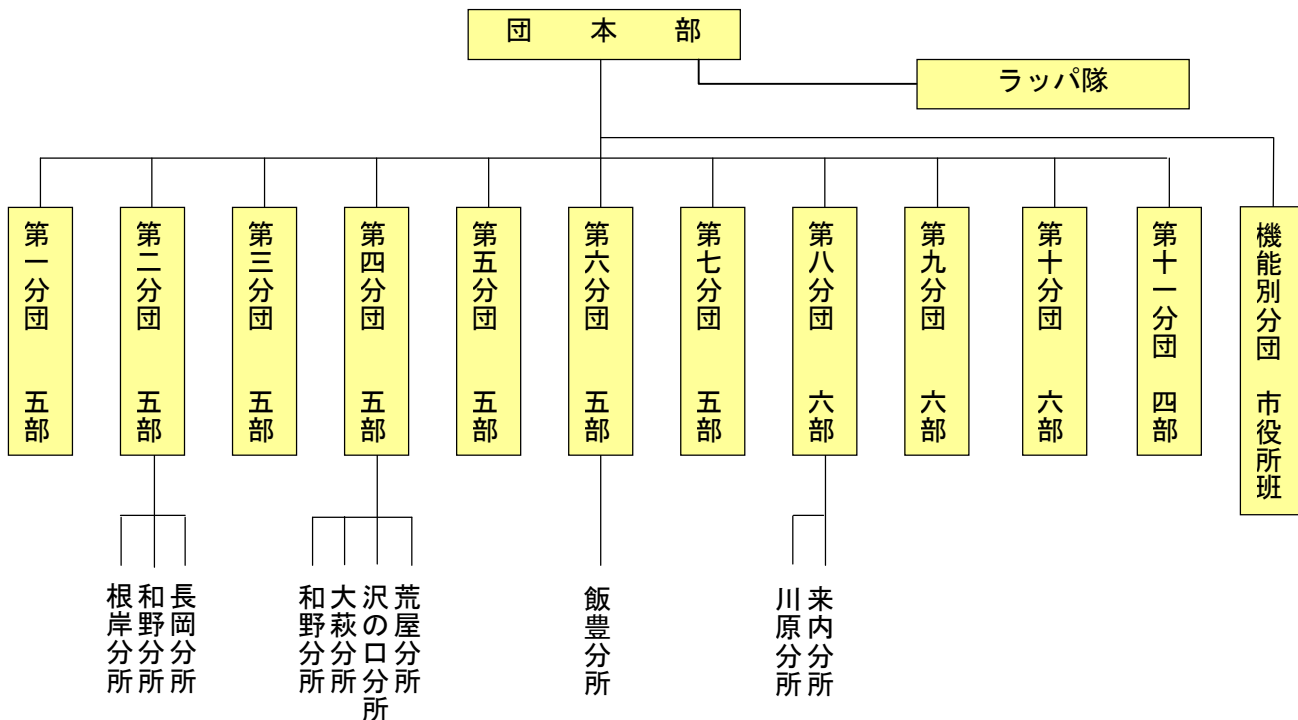 団　本　部
ラッパ隊
第一分団　五部
第二分団　五部
第三分団　五部
第四分団　五部
第五分団　五部
第六分団　五部
第七分団　五部
第八分団　六部
第九分団　六部
第十分団　六部
第十一分団　四部
機能別分団　市役所班
根岸分所
和野分所
長岡分所
和野分所
大萩分所
沢の口分所
荒屋分所
飯豊分所
川原分所
来内分所